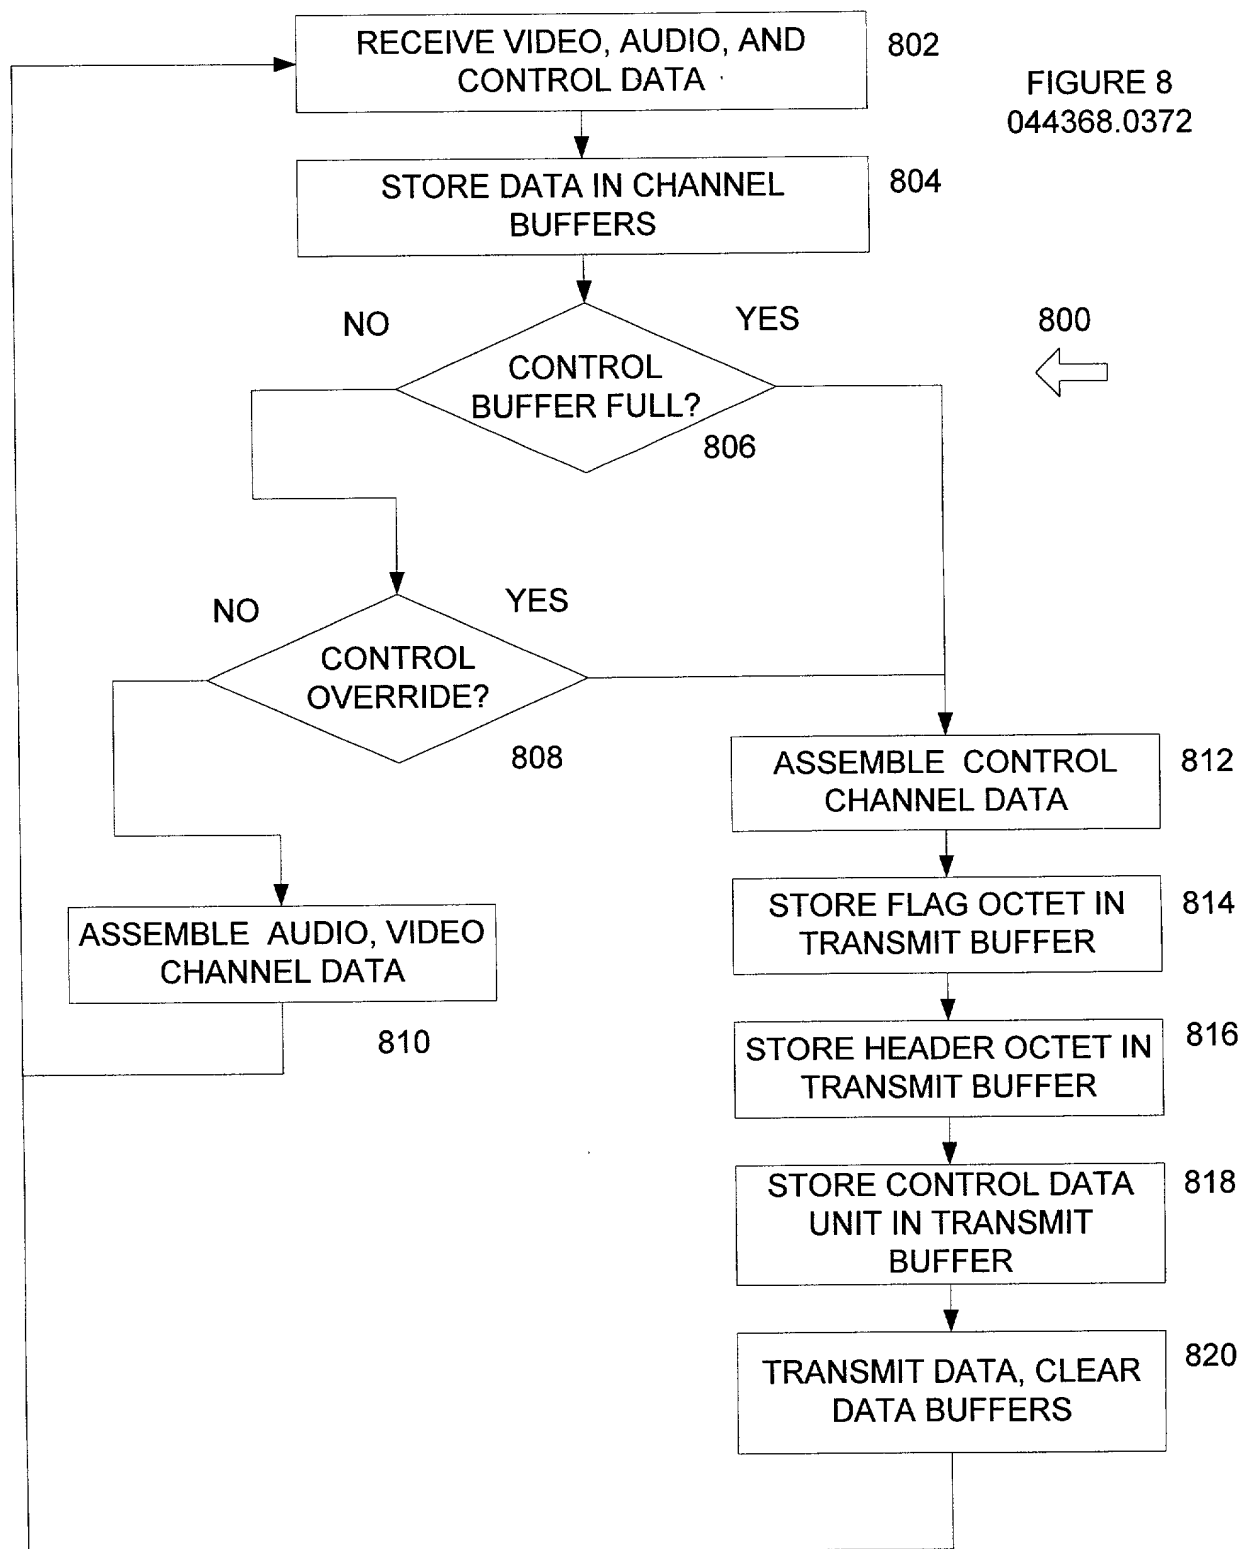 RECEIVE VIDEO, AUDIO, AND
CONTROL DATA
802
FIGURE 8
044368.0372
STORE DATA IN CHANNEL
BUFFERS
804
NO
YES
800
CONTROL
BUFFER FULL?
806
NO
YES
CONTROL
OVERRIDE?
808
ASSEMBLE CONTROL
CHANNEL DATA
812
STORE FLAG OCTET IN
TRANSMIT BUFFER
814
ASSEMBLE AUDIO, VIDEO
CHANNEL DATA
810
STORE HEADER OCTET IN
TRANSMIT BUFFER
816
STORE CONTROL DATA
UNIT IN TRANSMIT
BUFFER
818
TRANSMIT DATA, CLEAR
DATA BUFFERS
820